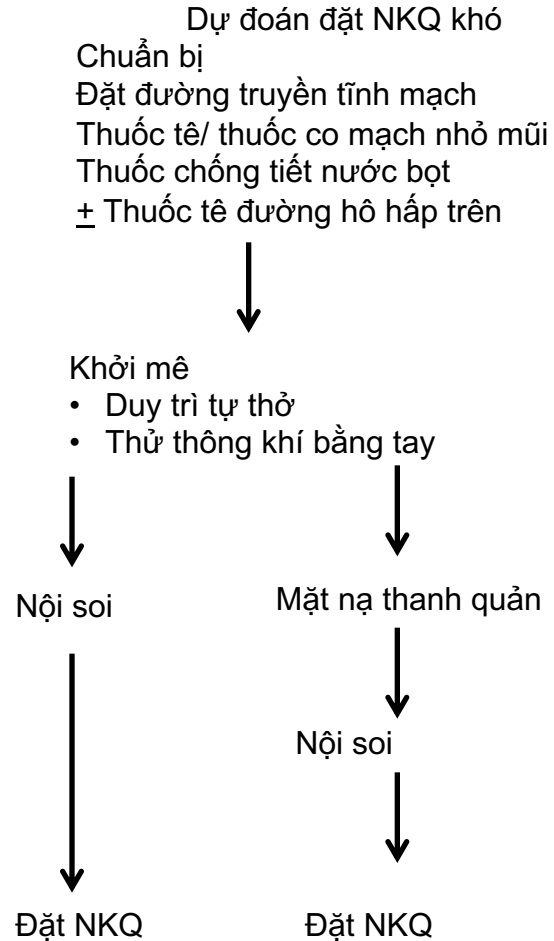 Dự đoán đặt NKQ khó
Chuẩn bị
Đặt đường truyền tĩnh mạch
Thuốc tê/ thuốc co mạch nhỏ mũi
Thuốc chống tiết nước bọt
+ Thuốc tê đường hô hấp trên
Khởi mê
• Duy trì tự thở
• Thử thông khí bằng tay
Nội soi
Mặt nạ thanh quản
Nội soi
Đặt NKQ
Đặt NKQ